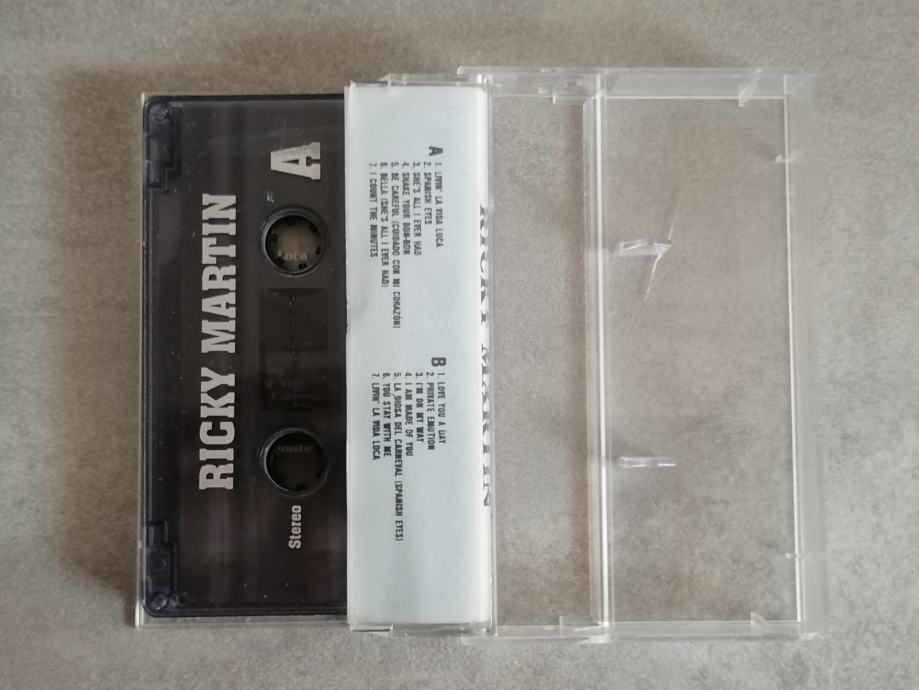 RICKY MARTIN
A
Stereo
A
1. LIVIN' LA VIDA LUCA
2. SPANISH EYES
3. SHE'S ALL I EVER HAD
4. SHAKE YOUR BON-BON
5. BE CAREFUL (CUIDADO CON MI CORAZÓN)
6. BELLA (SHE'S ALL I EVER HAD)
7. I COUNT THE MINUTES
B
1. LOVE YOU A DAY
2. PRIVATE EMOTION
3. I'M ON MY WAY
4. I AM MADE OF YOU
5. LA DIOSA DEL CARNEVAL (SPANISH EYES)
6. YOU STAY WITH ME
7. LIVIN' LA VIDA LOCA
RICKY MARTIN